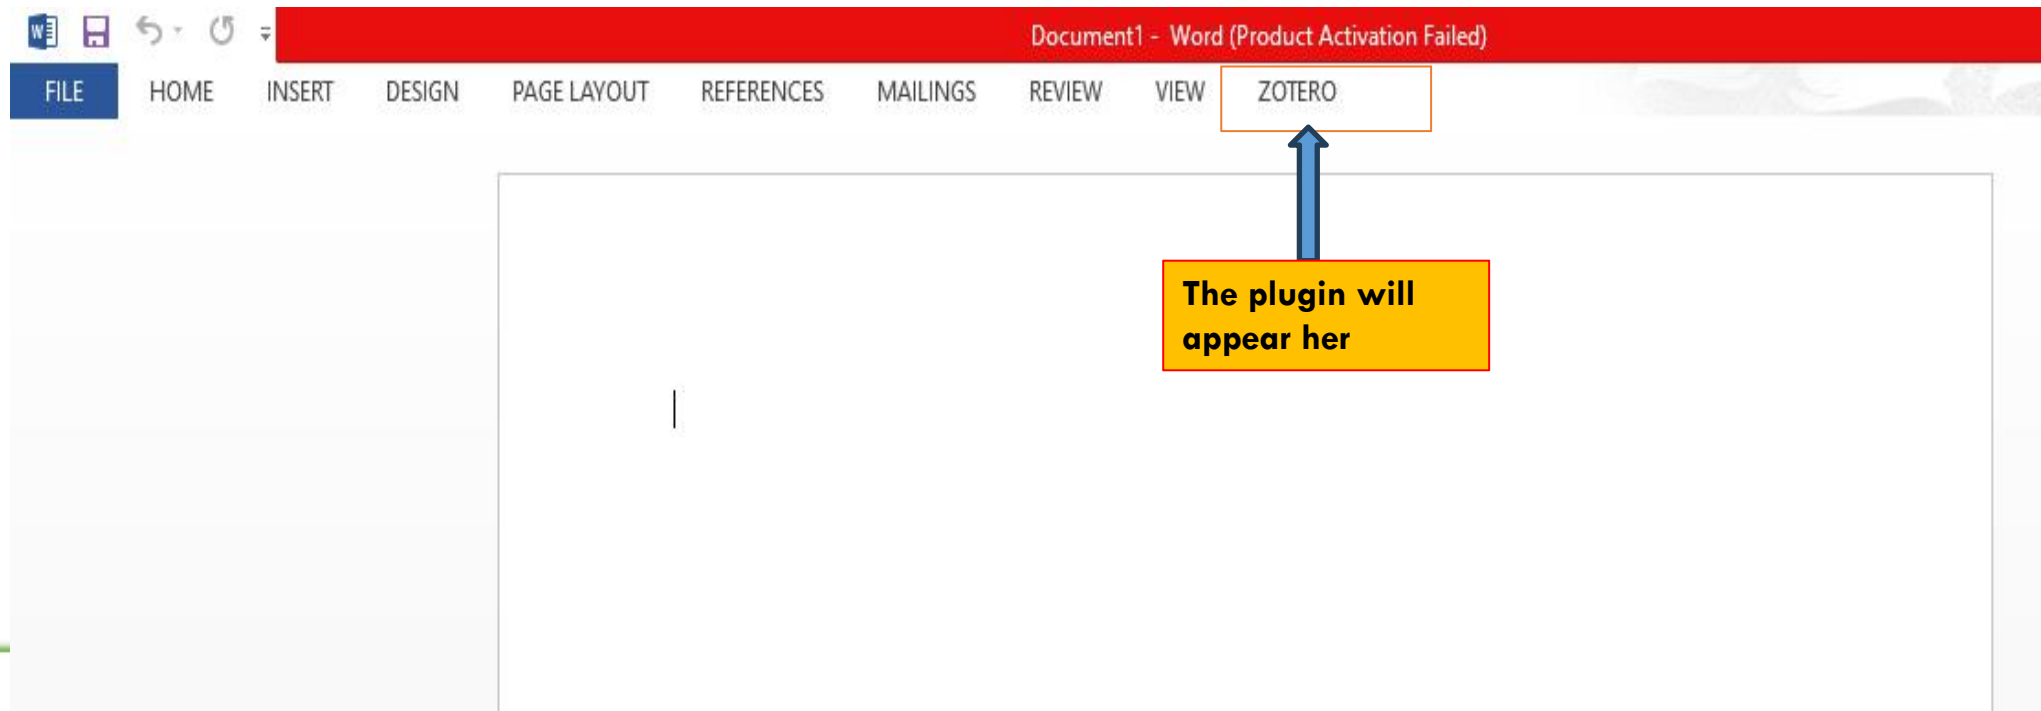 Document1 - Word (Product Activation Failed)
FILE HOME INSERT DESIGN PAGE LAYOUT REFERENCES MAILINGS REVIEW VIEW ZOTERO
The plugin will
appear her